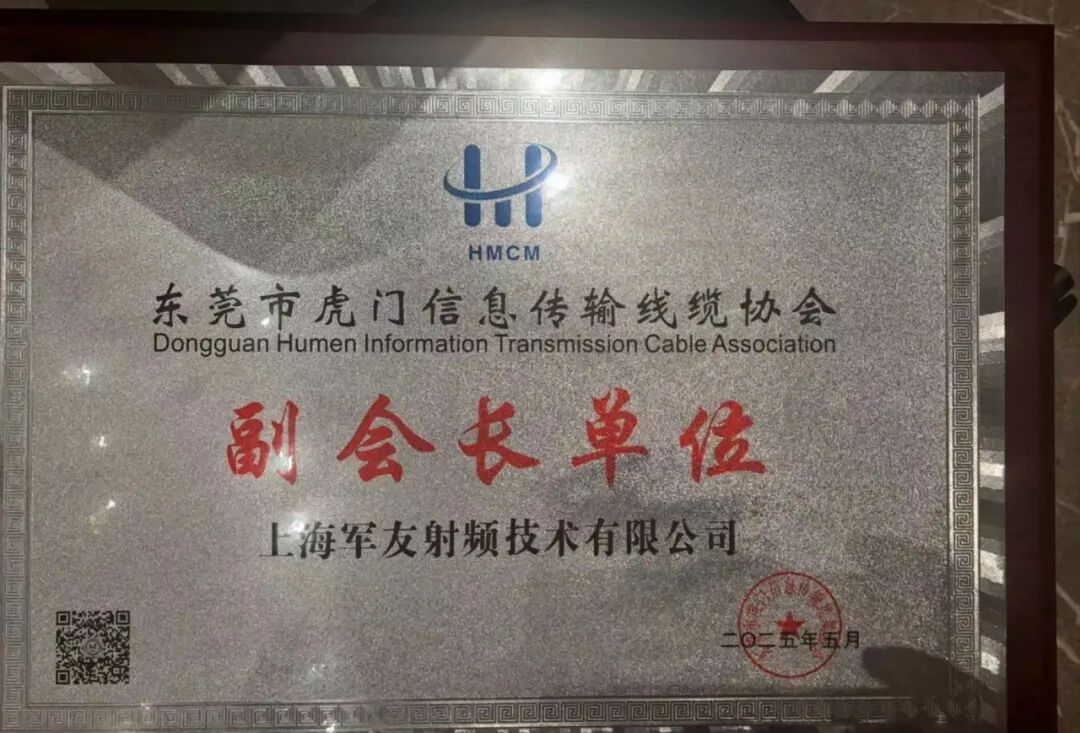 HMCM
东莞市虎门信息传输线缆协会
Dongguan Humen Information Transmission Cable Association
副会长单位
上海军友射频技术有限公司
二〇二五年五月